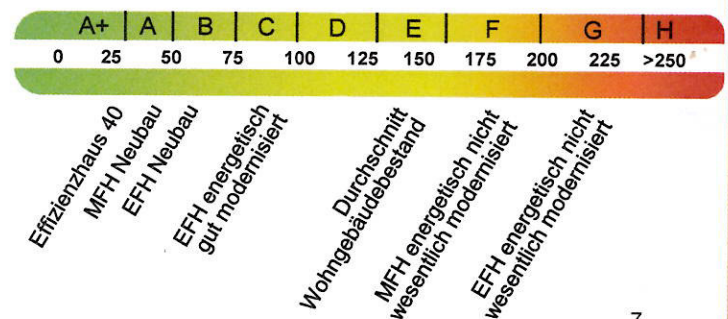 A+ A B C D E F G H
0 25 50 75 100 125 150 175 200 225 >250
Effizienzhaus 40
MFH Neubau
EFH Neubau
EFH energetisch
gut modernisiert
Durchschnitt
Wohngebäudebestand
MFH energetisch nicht
wesentlich modernisiert
EFH energetisch nicht
wesentlich modernisiert